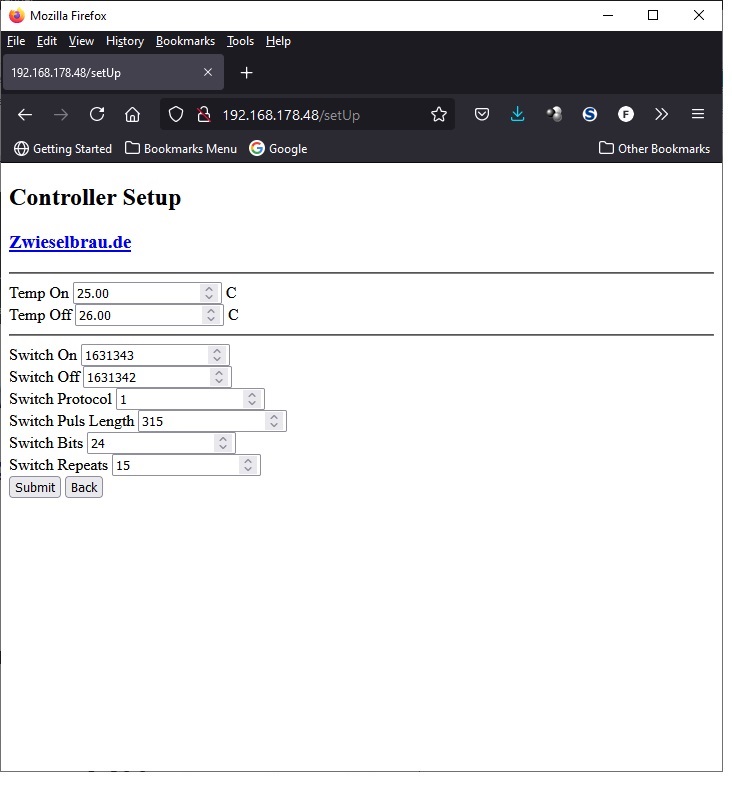 Mozilla Firefox
File Edit View History Bookmarks Tools Help
192.168.178.48/setUp
192.168.178.48/setUp
Getting Started Bookmarks Menu Google Other Bookmarks
Controller Setup
Zwieselbrau.de
Temp On 25.00 C
Temp Off 26.00 C
Switch On 1631343
Switch Off 1631342
Switch Protocol 1
Switch Puls Length 315
Switch Bits 24
Switch Repeats 15
Submit Back